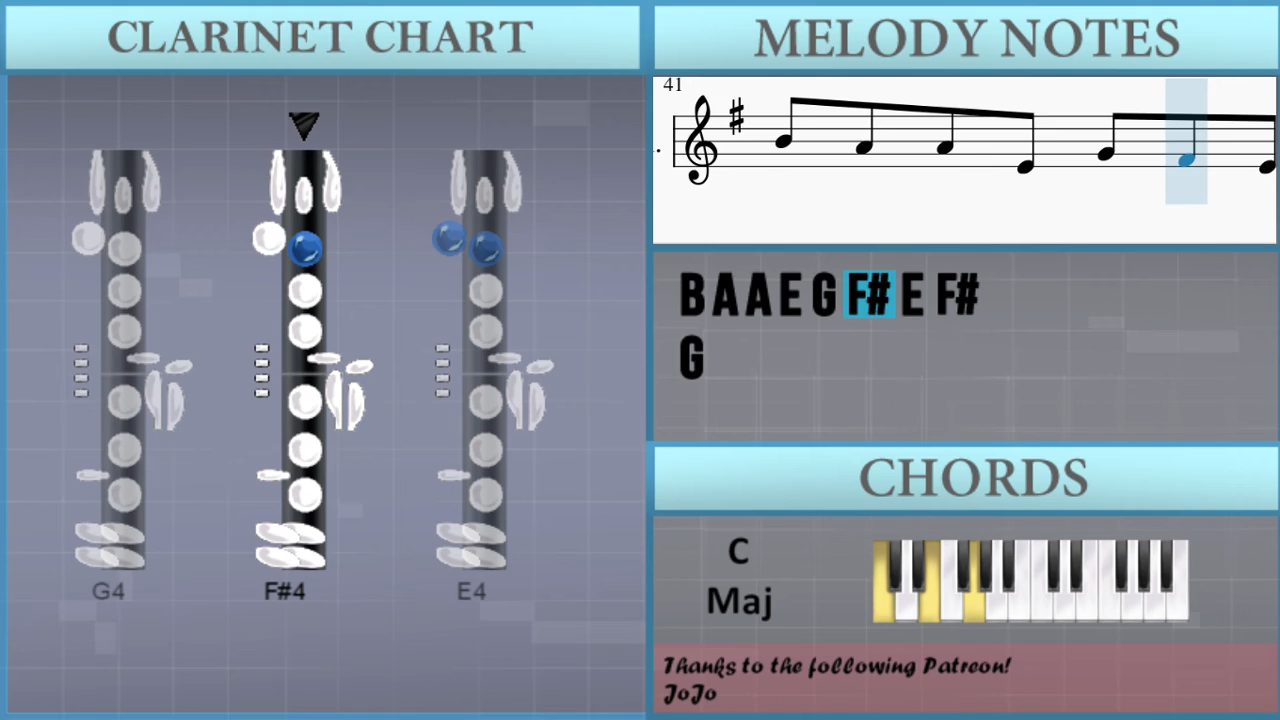 CLARINET CHART
G4
F#4
E4
MELODY NOTES
41
B A A E G F# E F#
G
CHORDS
C
Maj
Thanks to the following Patreon!
JoJo